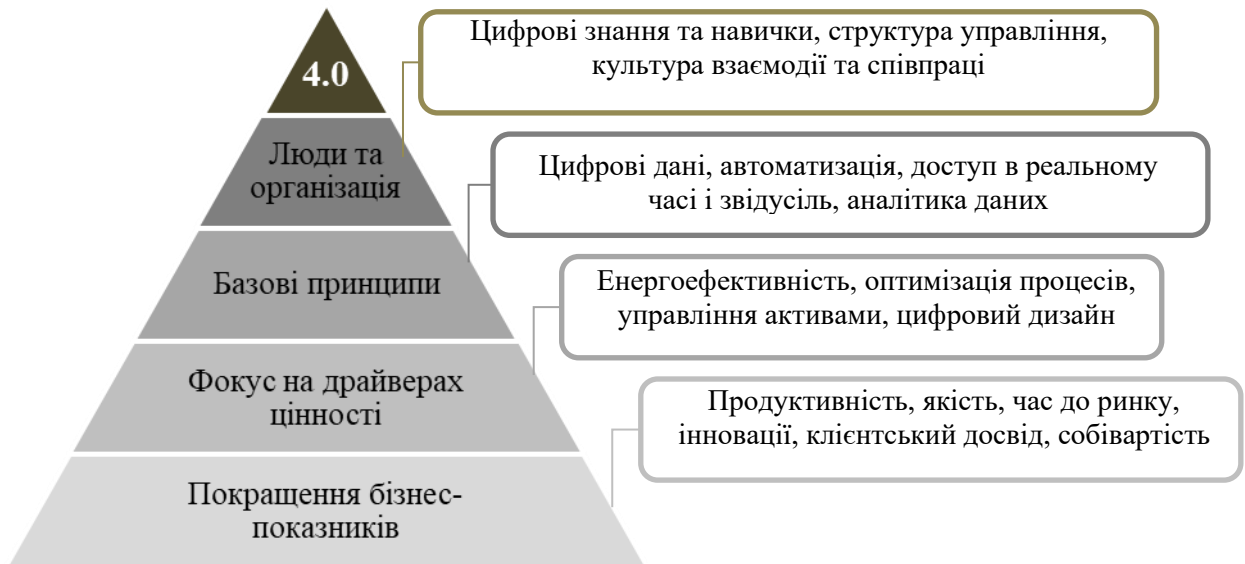 4.0
Цифрові знання та навички, структура управління,
культура взаємодії та співпраці
Люди та
організація
Цифрові дані, автоматизація, доступ в реальному
часі і звідусіль, аналітика даних
Базові принципи
Енергоефективність, оптимізація процесів,
управління активами, цифровий дизайн
Фокус на драйверах
цінності
Продуктивність, якість, час до ринку,
інновації, клієнтський досвід, собівартість
Покращення бізнес-
показників